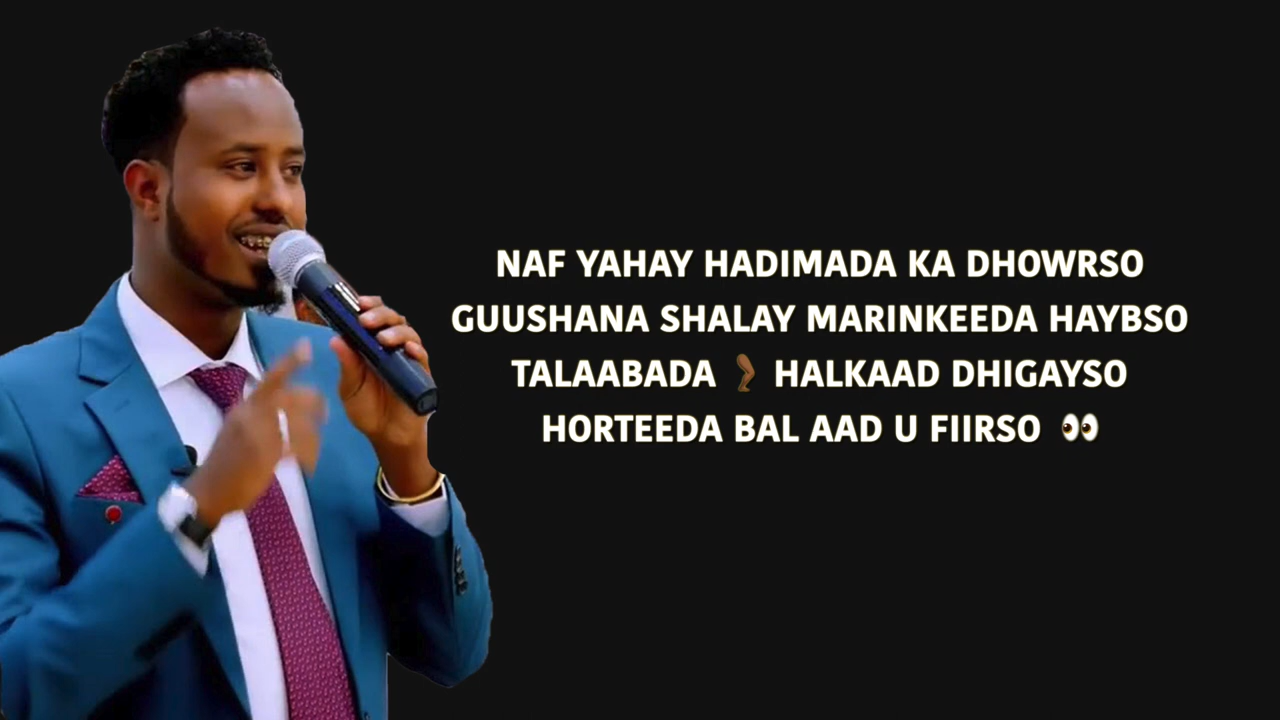 NAF YAHAY HADIMADA KA DHOWRSO
GUUSHANA SHALAY MARINKEEDA HAYBSO
TALAABADA 🦵🏾 HALKAAD DHIGAYSO
HORTEEDA BAL AAD U FIIRSO 👀